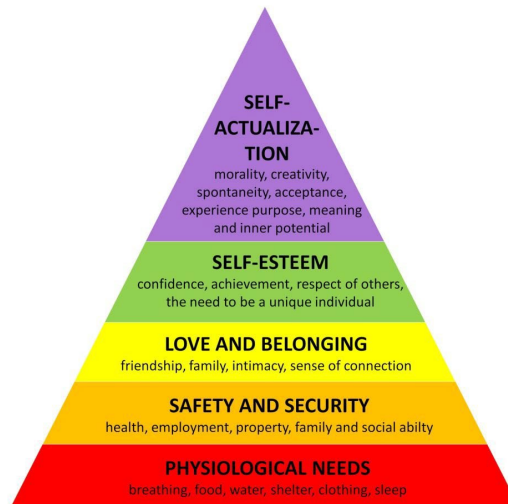 SELF-
ACTUALIZA-
TION
morality, creativity,
spontaneity, acceptance,
experience purpose, meaning
and inner potential
SELF-ESTEEM
confidence, achievement, respect of others,
the need to be a unique individual
LOVE AND BELONGING
friendship, family, intimacy, sense of connection
SAFETY AND SECURITY
health, employment, property, family and social abilty
PHYSIOLOGICAL NEEDS
breathing, food, water, shelter, clothing, sleep